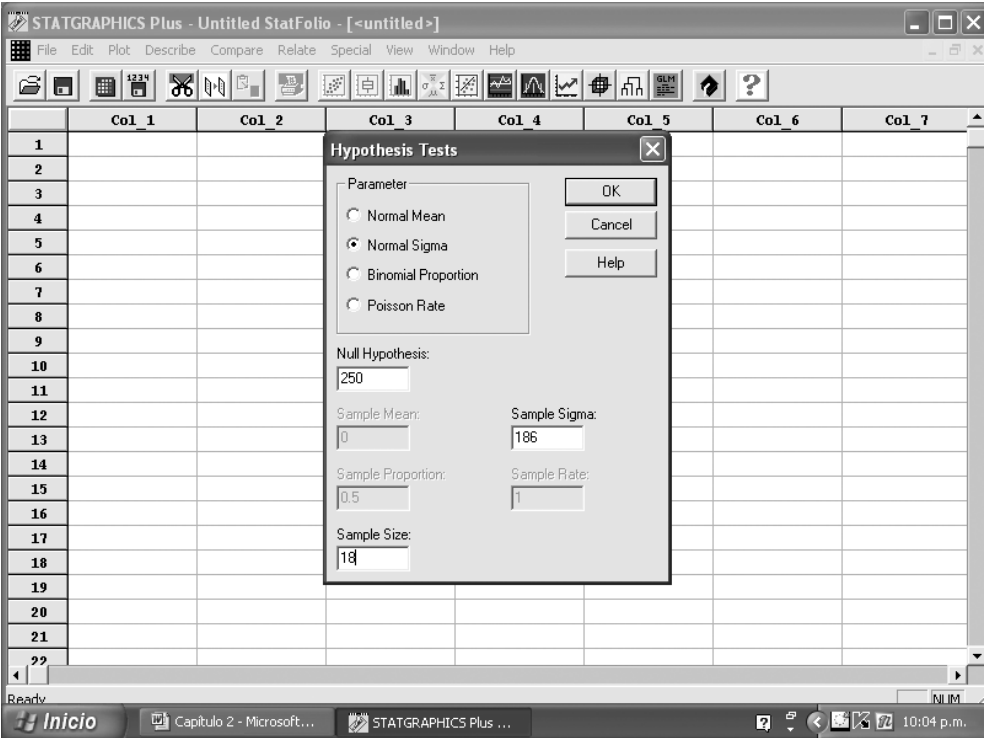 STATGRAPHICS Plus - Untitled StatFolio - [<untitled>]
File Edit Plot Describe Compare Relate Special View Window Help
Col_1 Col_2 Col_3 Col_4 Col_5 Col_6 Col_7
1
2
3
4
5
6
7
8
9
10
11
12
13
14
15
16
17
18
19
20
21
22
Hypothesis Tests
Parameter
Normal Mean
Normal Sigma
Binomial Proportion
Poisson Rate
OK
Cancel
Help
Null Hypothesis:
250
Sample Mean: Sample Sigma:
0 186
Sample Proportion: Sample Rate:
0.5 1
Sample Size:
18
Ready NUM
Inicio Capítulo 2 - Microsoft... STATGRAPHICS Plus ... 10:04 p.m.